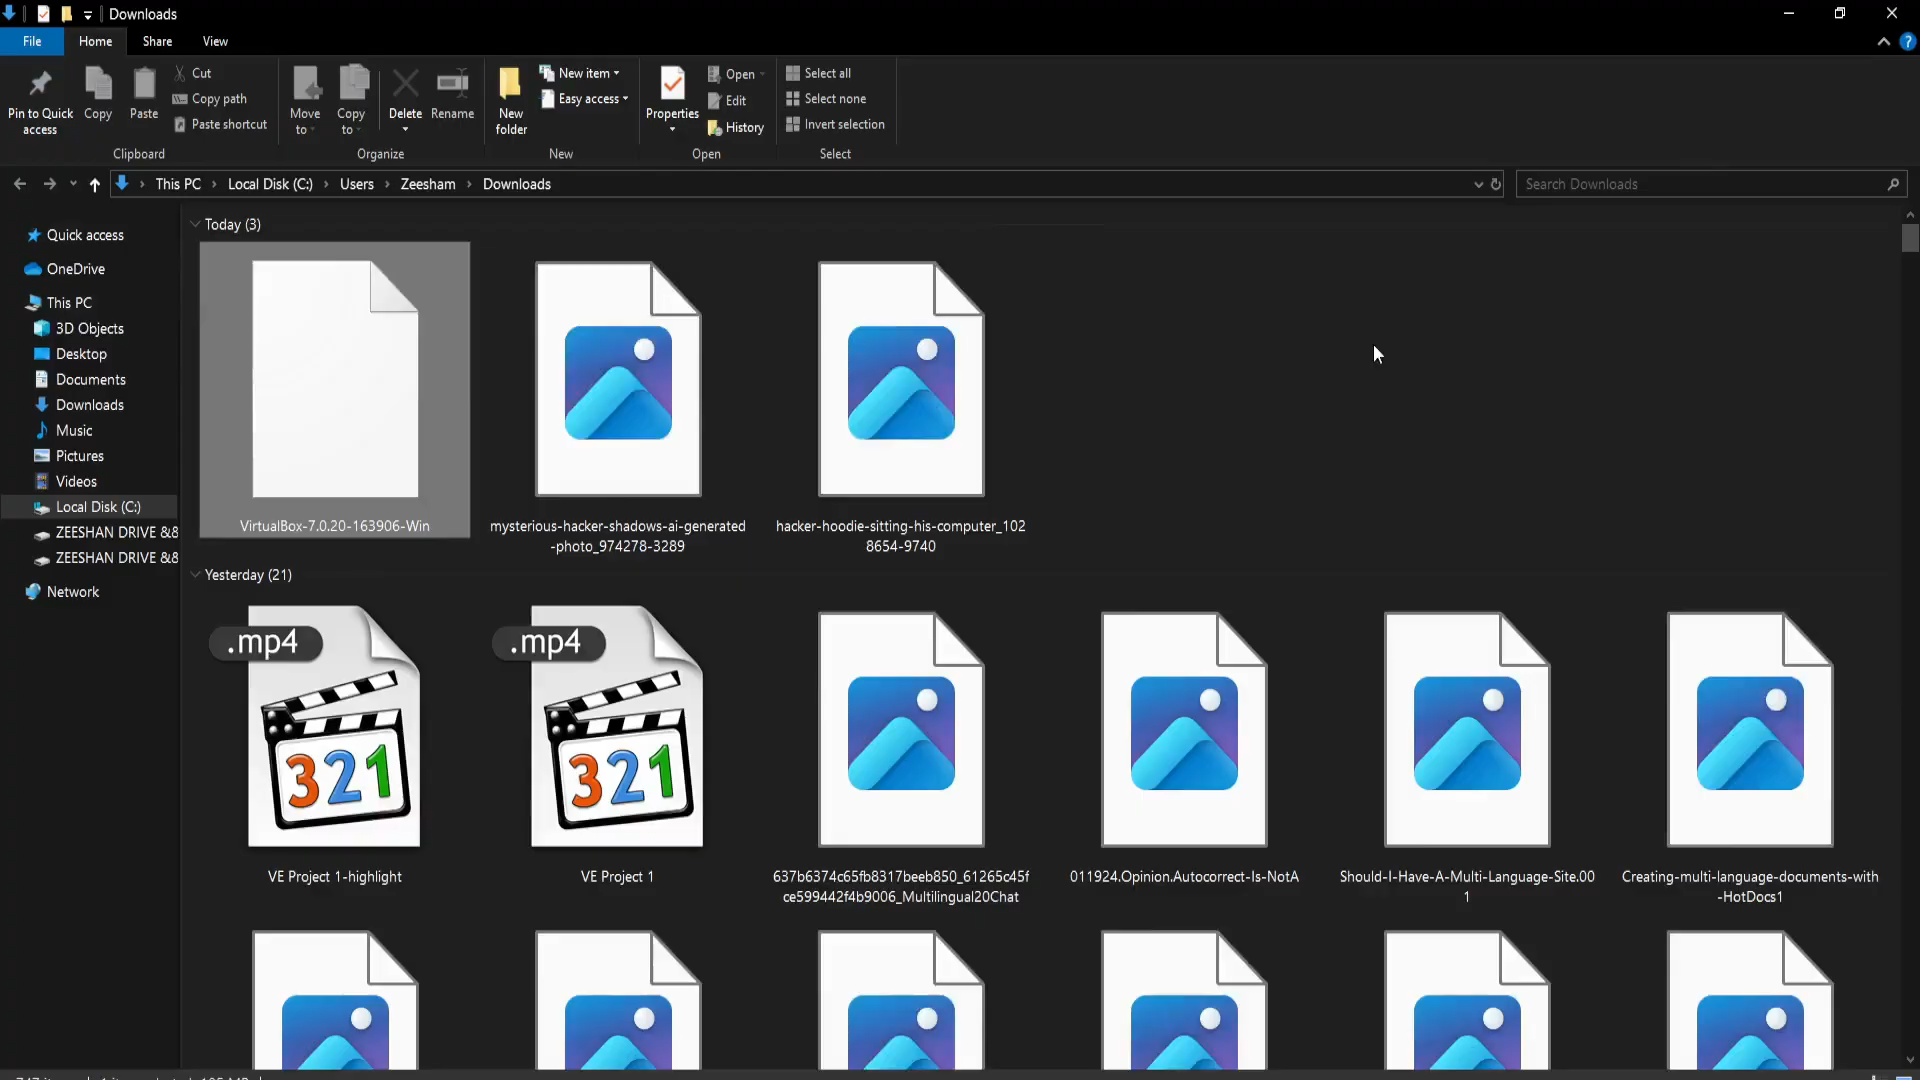 Downloads
File Home Share View
Pin to Quick access
Copy
Paste
Cut
Copy path
Paste shortcut
Clipboard
Move to
Copy to
Delete
Rename
Organize
New folder
New item
Easy access
New
Properties
Open
Edit
History
Open
Select all
Select none
Invert selection
Select
This PC Local Disk (C:) Users Zeesham Downloads
Search Downloads
Quick access
OneDrive
This PC
3D Objects
Desktop
Documents
Downloads
Music
Pictures
Videos
Local Disk (C:)
ZEESHAN DRIVE &8
ZEESHAN DRIVE &8
Network
Today (3)
VirtualBox-7.0.20-163906-Win
mysterious-hacker-shadows-ai-generated
-photo_974278-3289
hacker-hoodie-sitting-his-computer_102
8654-9740
Yesterday (21)
.mp4
321
VE Project 1-highlight
.mp4
321
VE Project 1
637b6374c65fb8317beeb850_61265c45f
ce599442f4b9006_Multilingual20Chat
011924.Opinion.Autocorrect-Is-NotA
Should-I-Have-A-Multi-Language-Site.00
1
Creating-multi-language-documents-with
-HotDocs1